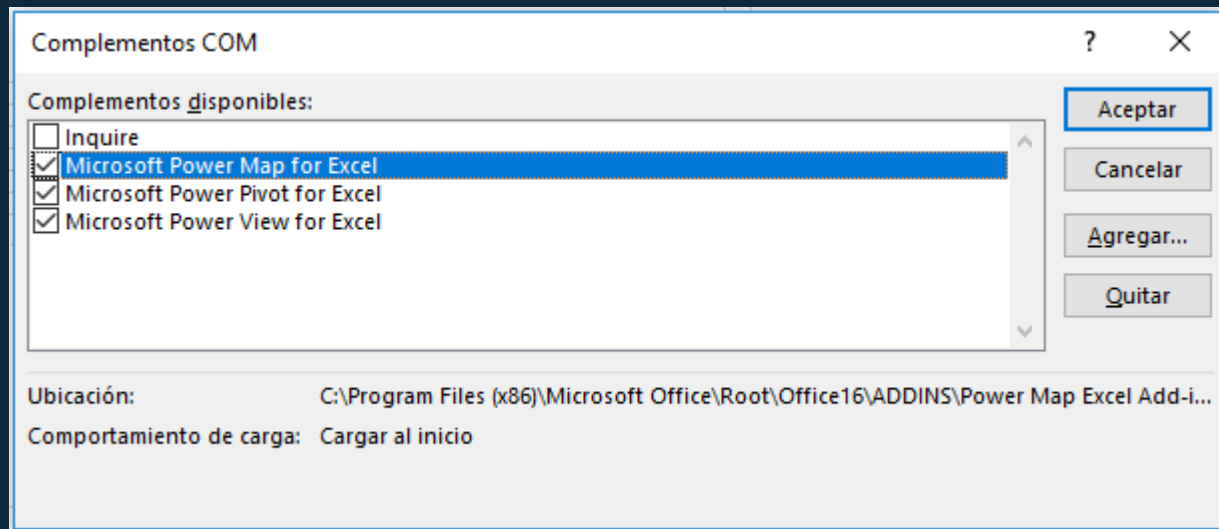 Complementos COM
?
Complementos disponibles:
Inquire
Microsoft Power Map for Excel
Microsoft Power Pivot for Excel
Microsoft Power View for Excel
Aceptar
Cancelar
Agregar...
Quitar
Ubicación: C:\Program Files (x86)\Microsoft Office\Root\Office16\ADDINS\Power Map Excel Add-i...
Comportamiento de carga: Cargar al inicio